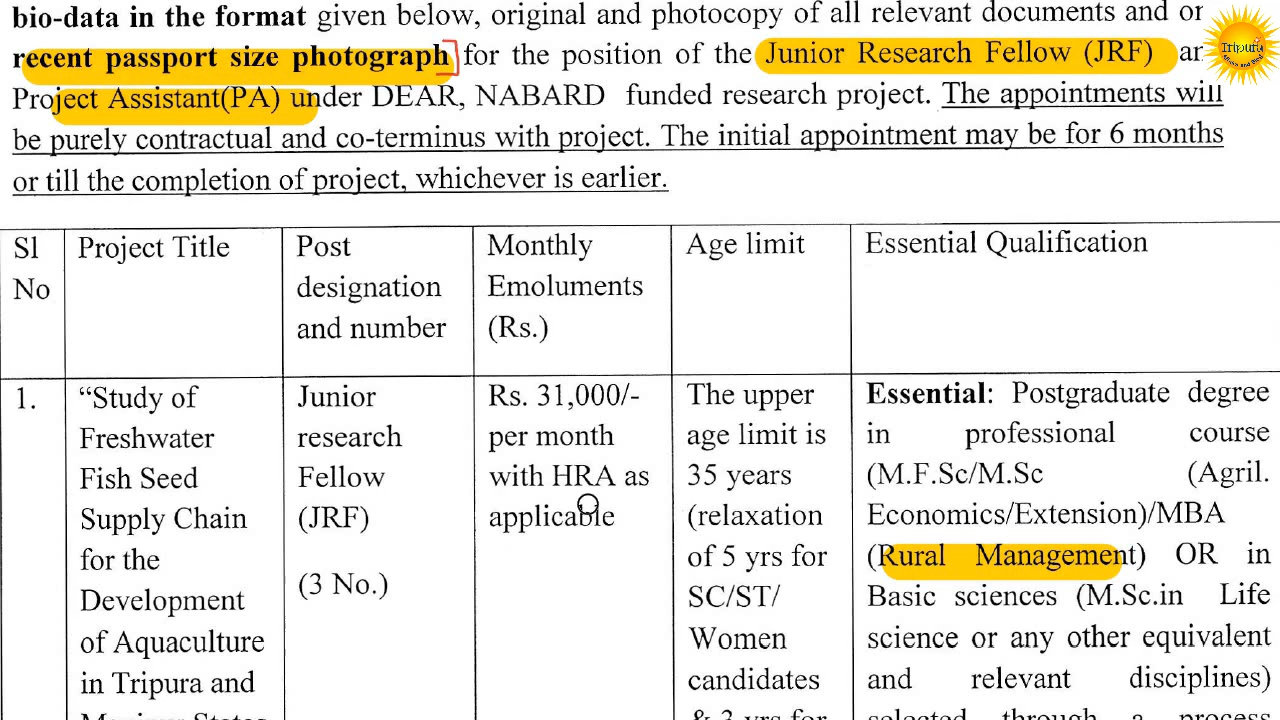 bio-data in the format given below, original and photocopy of all relevant documents and or
recent passport size photograph] for the position of the Junior Research Fellow (JRF) an
Project Assistant(PA) under DEAR, NABARD funded research project. The appointments will
be purely contractual and co-terminus with project. The initial appointment may be for 6 months
or till the completion of project, whichever is earlier.
Tripura
Sl
No
Project Title
Post
designation
and number
Monthly
Emoluments
(Rs.)
Age limit
Essential Qualification
1.
“Study of
Freshwater
Fish Seed
Supply Chain
for the
Development
of Aquaculture
in Tripura and
Junior
research
Fellow
(JRF)
(3 No.)
Rs. 31,000/-
per month
with HRA as
applicable
The upper
age limit is
35 years
(relaxation
of 5 yrs for
SC/ST/
Women
candidates
& 3 yrs for
Essential: Postgraduate degree
in professional course
(M.F.Sc/M.Sc (Agril.
Economics/Extension)/MBA
(Rural Management) OR in
Basic sciences (M.Sc.in Life
science or any other equivalent
and relevant disciplines)
selected through a process